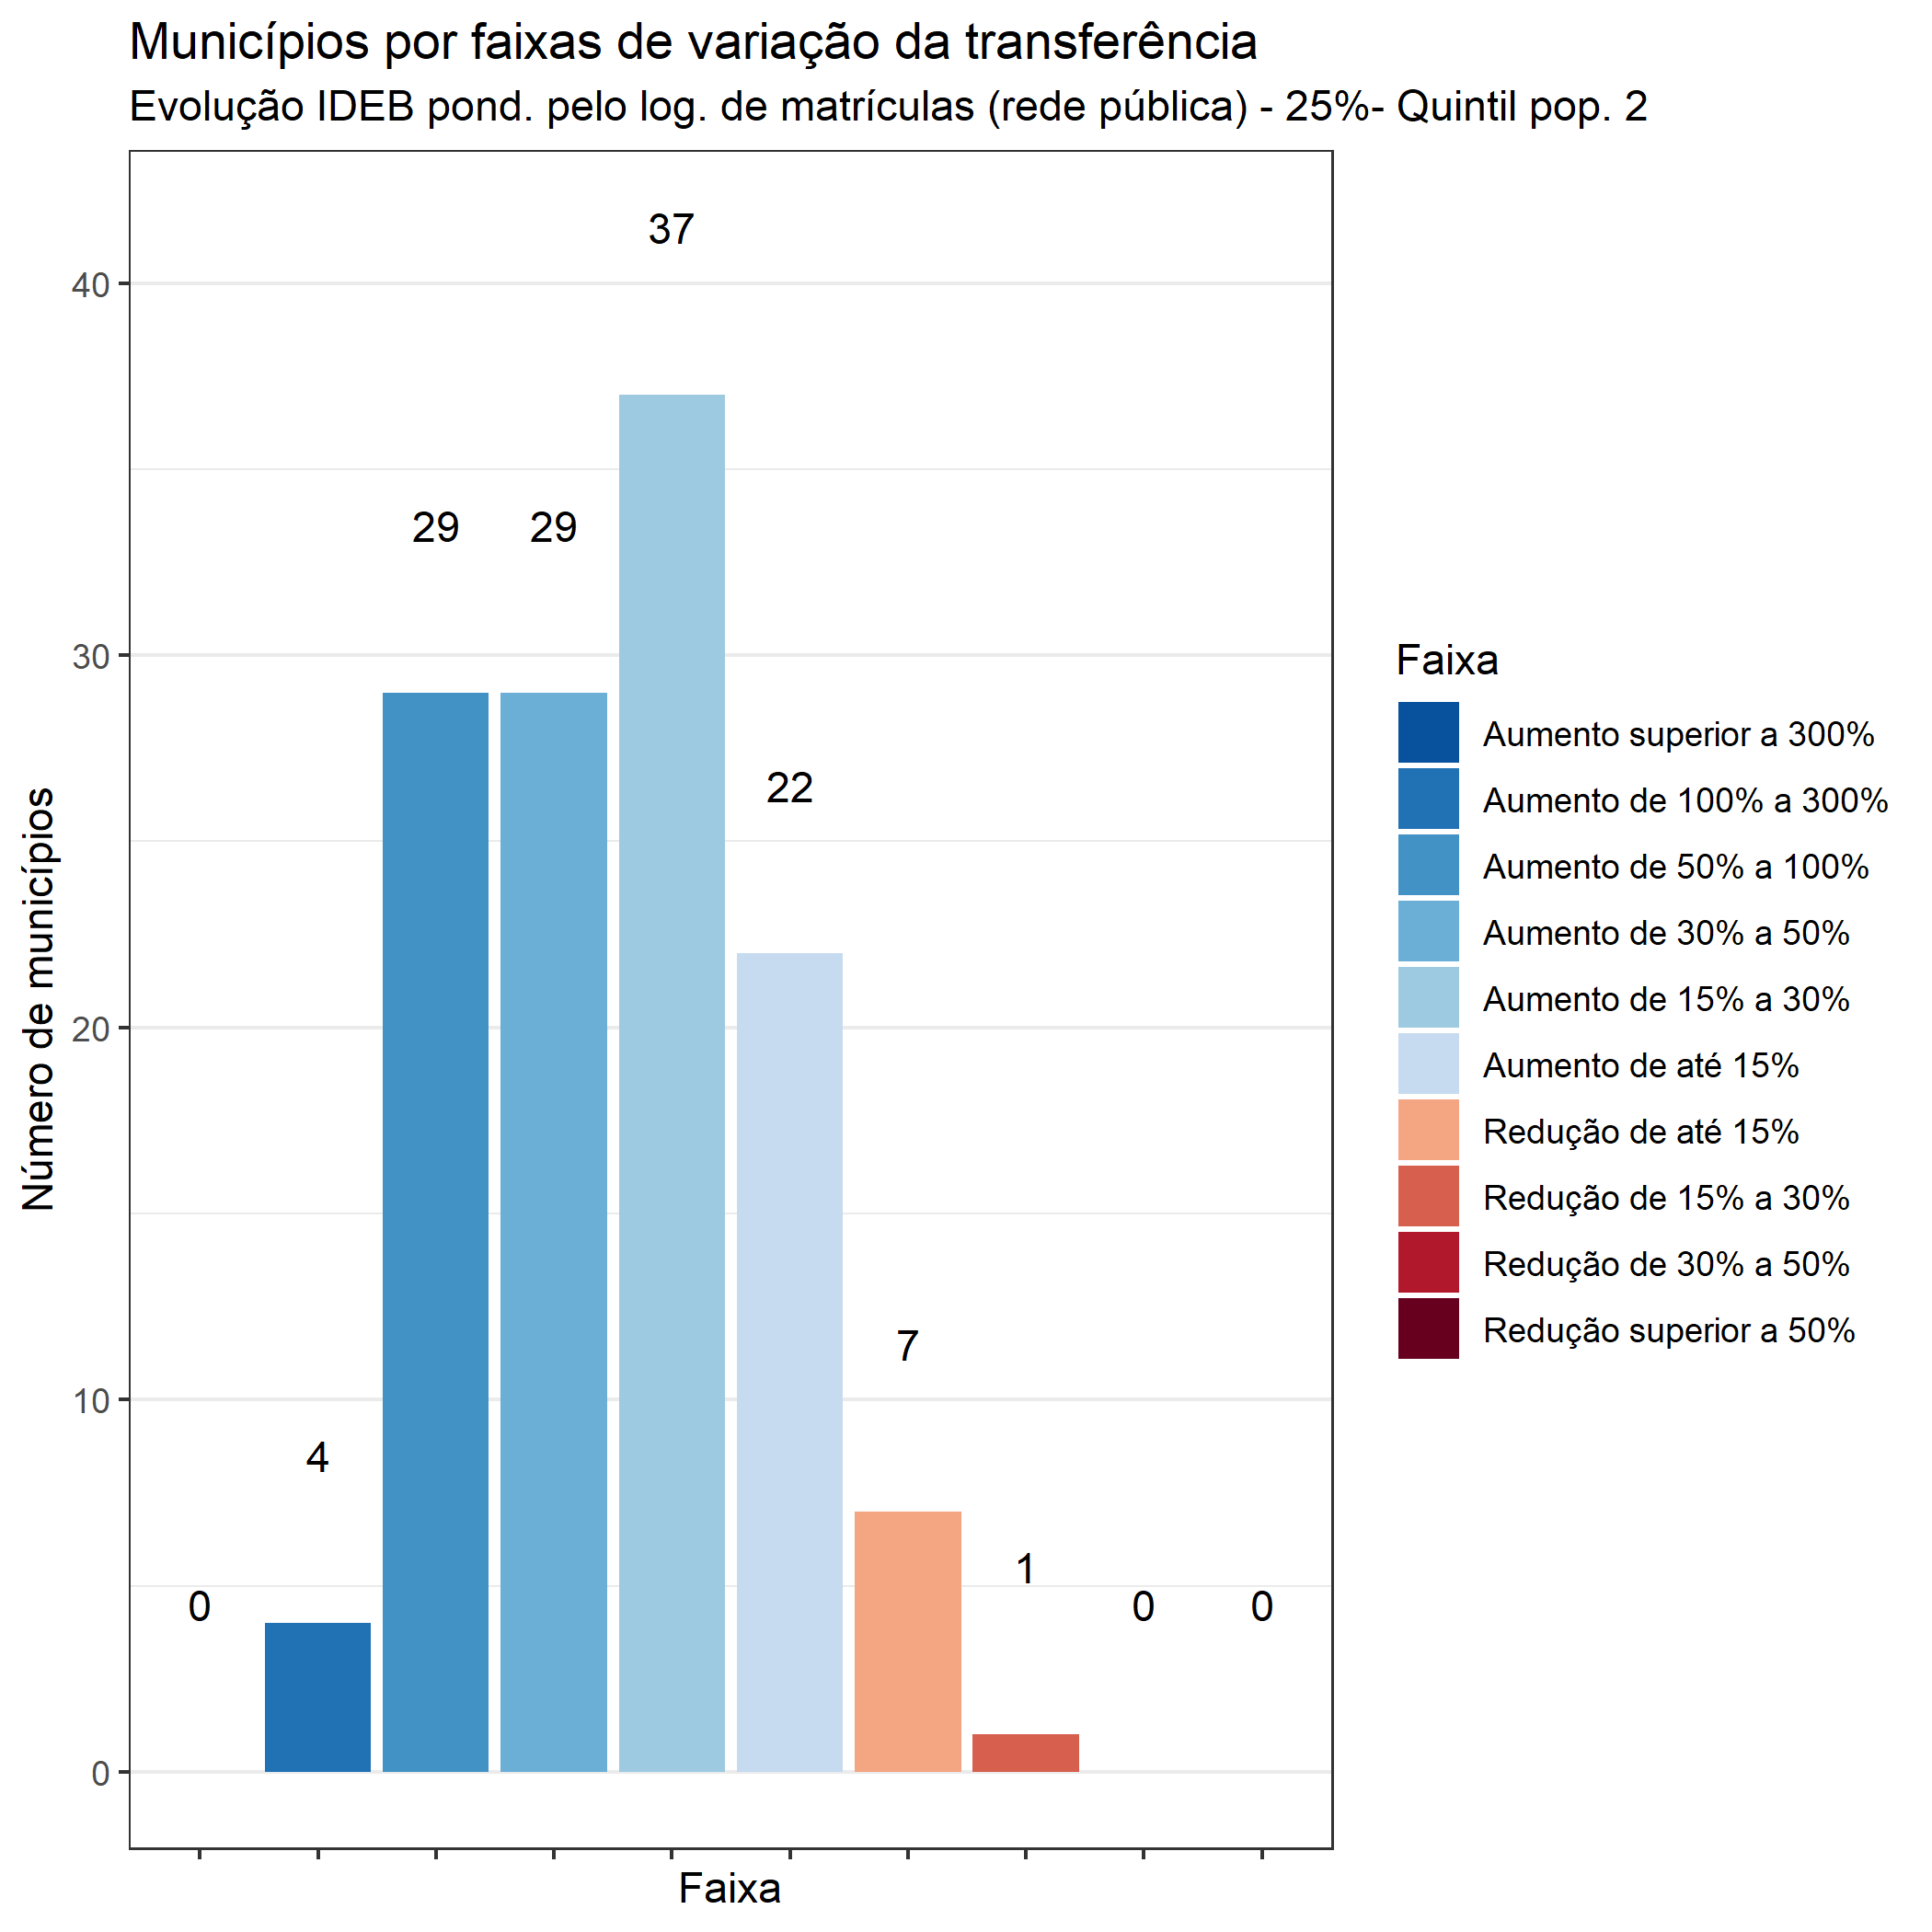 Municípios por faixas de variação da transferência
Evolução IDEB pond. pelo log. de matrículas (rede pública) - 25%- Quintil pop. 2
Número de municípios
40
30
20
10
0
0
4
29
29
37
22
7
1
0
0
Faixa
Faixa
Aumento superior a 300%
Aumento de 100% a 300%
Aumento de 50% a 100%
Aumento de 30% a 50%
Aumento de 15% a 30%
Aumento de até 15%
Redução de até 15%
Redução de 15% a 30%
Redução de 30% a 50%
Redução superior a 50%